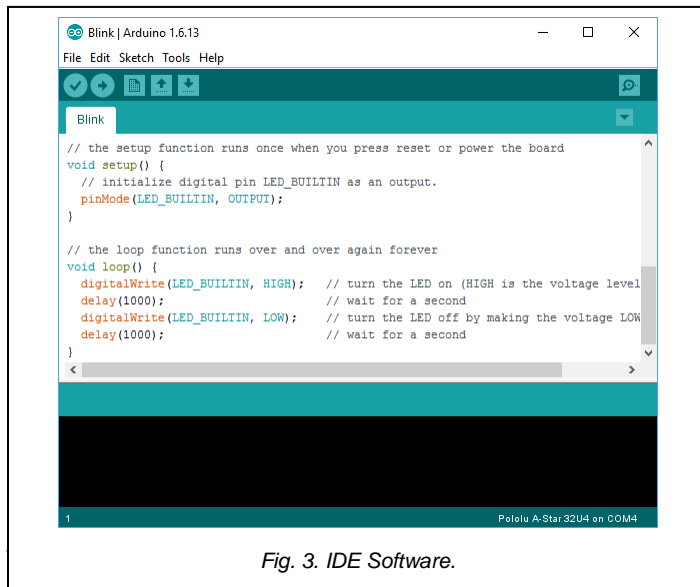 Blink | Arduino 1.6.13
File Edit Sketch Tools Help
Blink
// the setup function runs once when you press reset or power the board
void setup() {
  // initialize digital pin LED_BUILTIN as an output.
  pinMode(LED_BUILTIN, OUTPUT);
}

// the loop function runs over and over again forever
void loop() {
  digitalWrite(LED_BUILTIN, HIGH);   // turn the LED on (HIGH is the voltage level
  delay(1000);                       // wait for a second
  digitalWrite(LED_BUILTIN, LOW);    // turn the LED off by making the voltage LOW
  delay(1000);                       // wait for a second
}
1
Pololu A-Star 32U4 on COM4
Fig. 3. IDE Software.